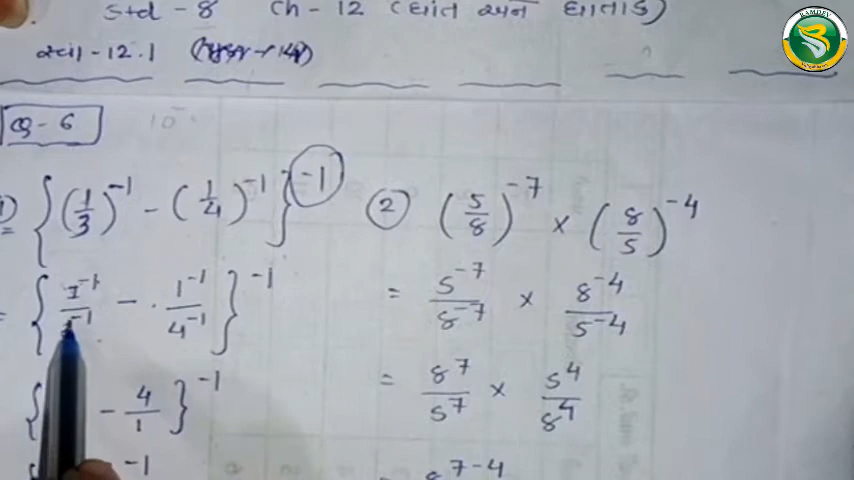 Std - 8 Ch - 12 (ઘાત અને ઘાતાંક)
સ્વા - 12.1
Q - 6
1) {(1/3)^-1 - (1/4)^-1}^-1
= {1^-1/3^-1 - 1^-1/4^-1}^-1
{ - 4/1}^-1
-1
② (5/8)^-7 × (8/5)^-4
= 5^-7/8^-7 × 8^-4/5^-4
= 8^7/5^7 × 5^4/8^4
8^7-4